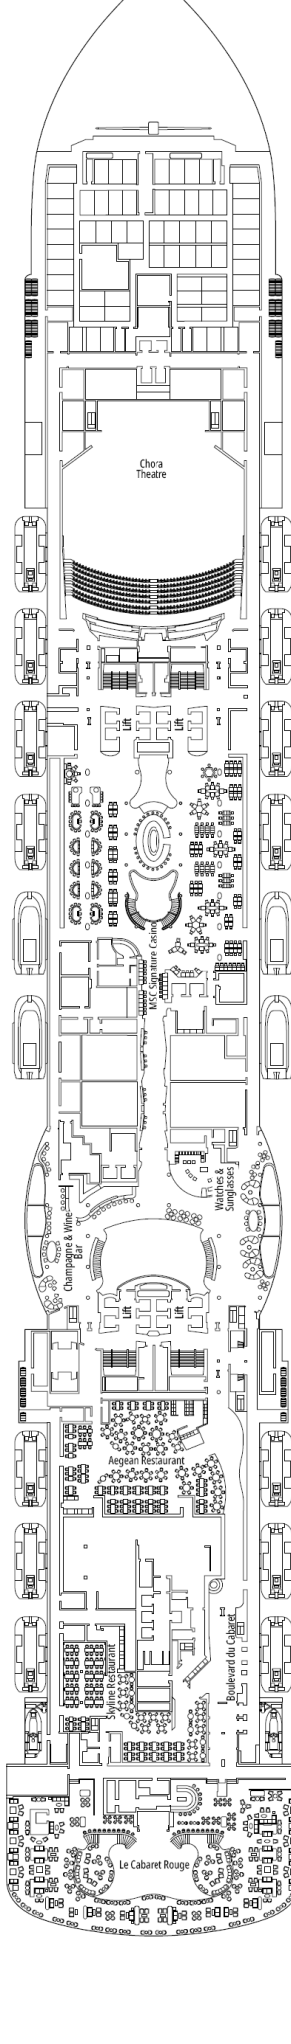 Chora
Theatre
Lift
Lift
MSC Signature Casino
Watches &
Sunglasses
Champagne & Wine
Bar
Lift
Lift
Aegean Restaurant
Boulevard du Cabaret
Skyline Restaurant
Le Cabaret Rouge